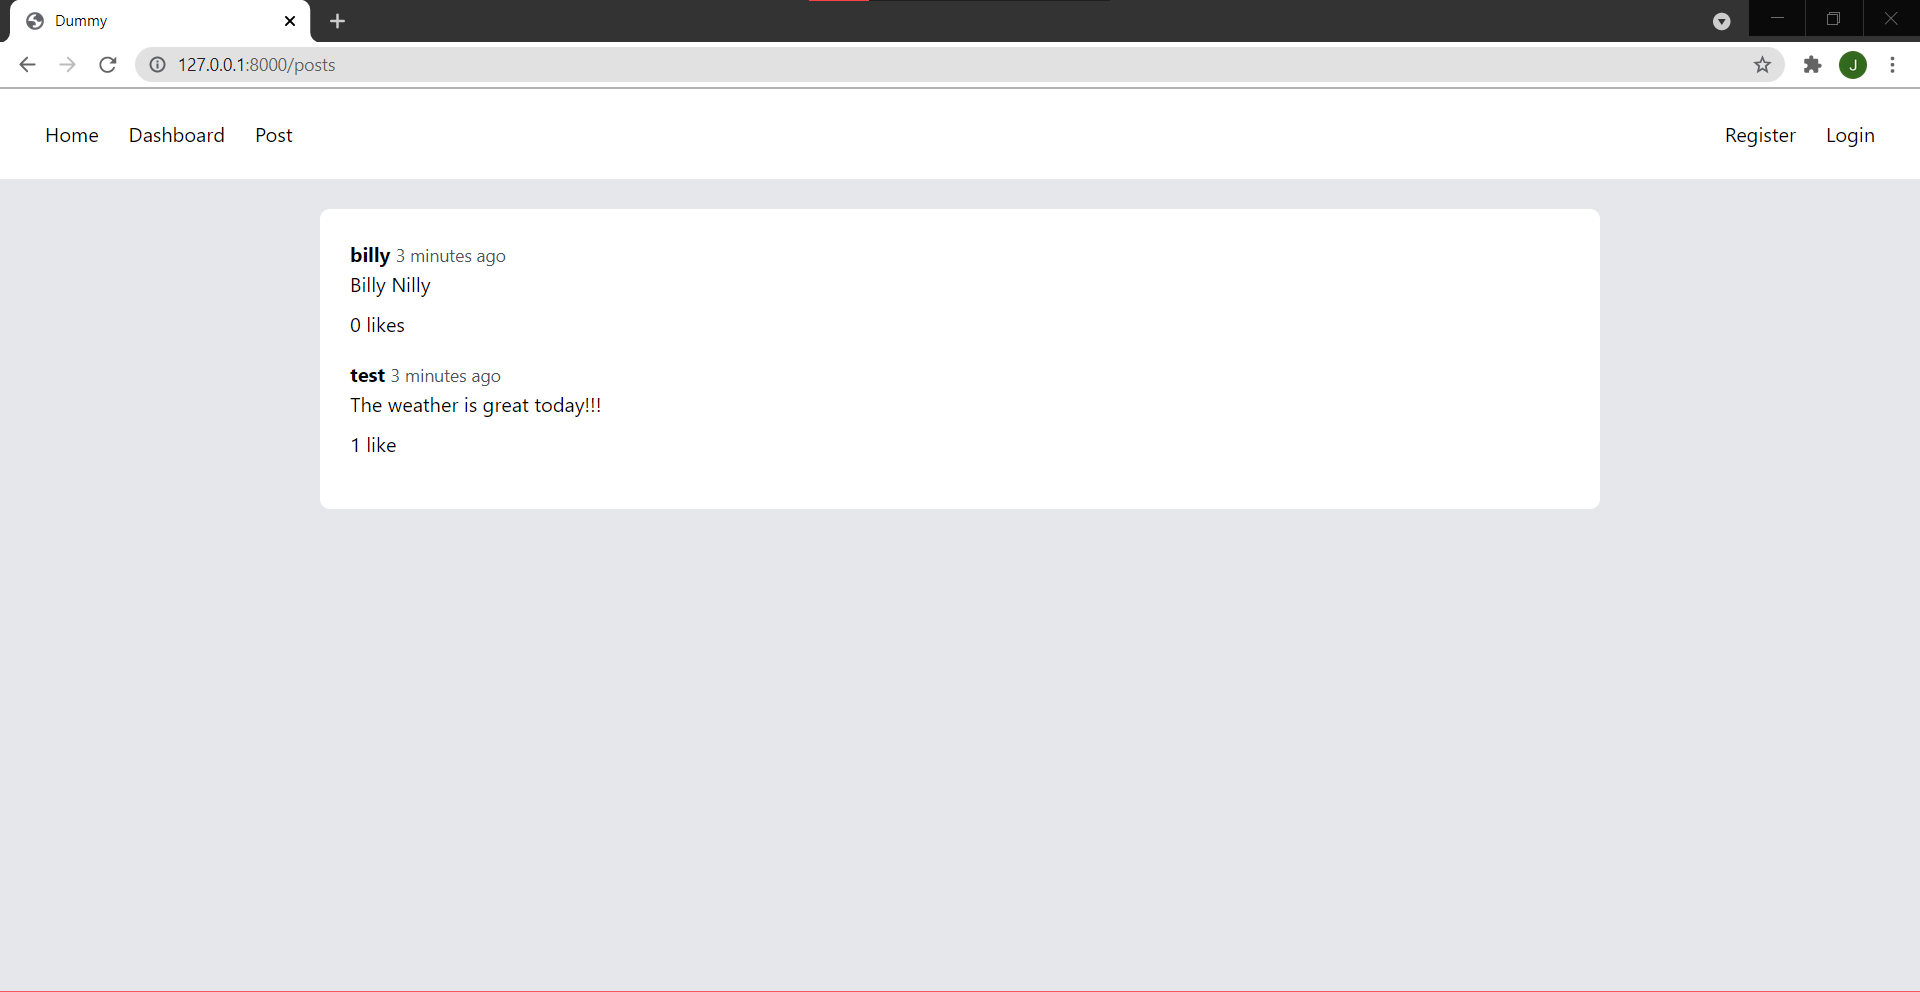 Dummy
127.0.0.1:8000/posts
J
Home Dashboard Post Register Login
billy 3 minutes ago
Billy Nilly
0 likes
test 3 minutes ago
The weather is great today!!!
1 like